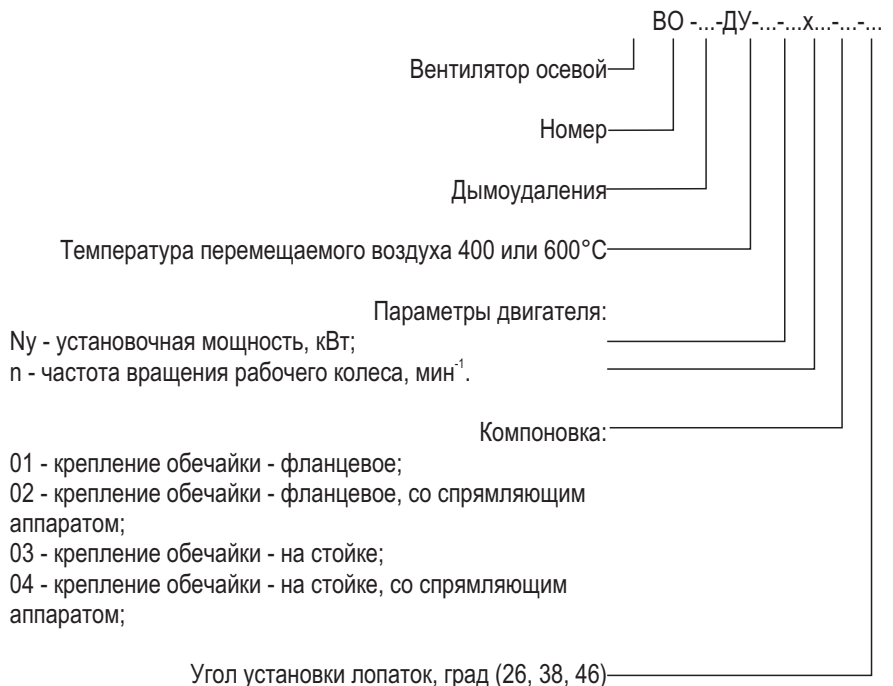 ВО -...-ДУ-...-...х...-...-...
Вентилятор осевой
Номер
Дымоудаления
Температура перемещаемого воздуха 400 или 600°С
Параметры двигателя:
Ny - установочная мощность, кВт;
n - частота вращения рабочего колеса, мин⁻¹.
Компоновка:
01 - крепление обечайки - фланцевое;
02 - крепление обечайки - фланцевое, со спрямляющим
аппаратом;
03 - крепление обечайки - на стойке;
04 - крепление обечайки - на стойке, со спрямляющим
аппаратом;
Угол установки лопаток, град (26, 38, 46)